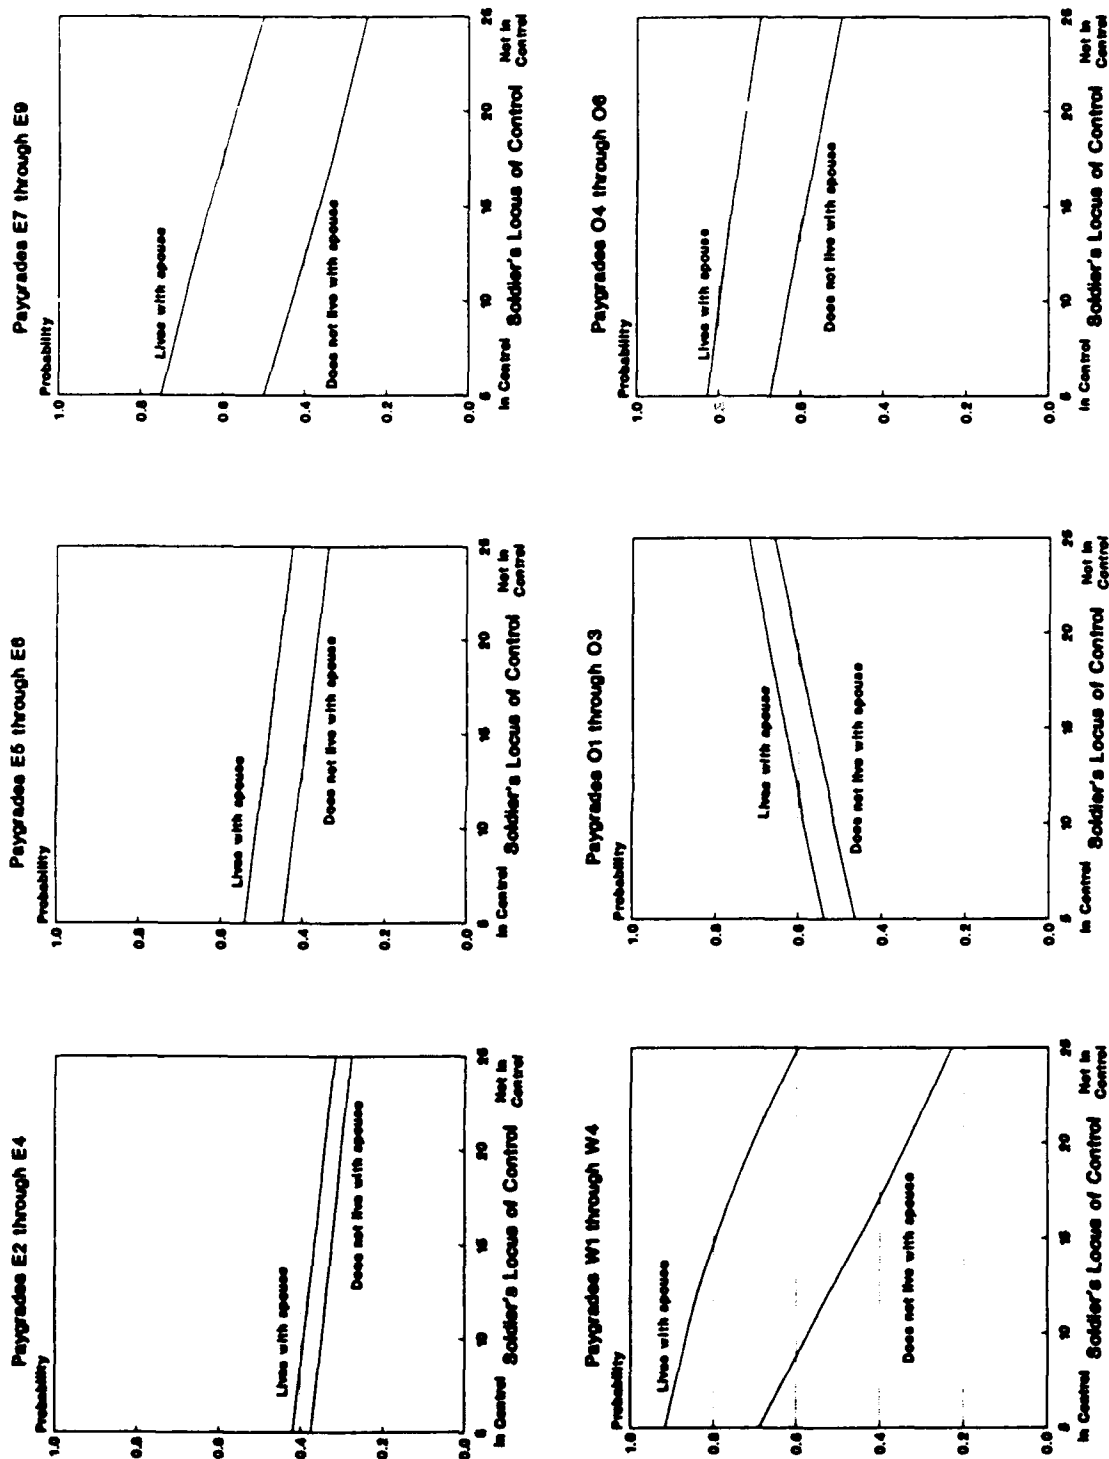 Paygrades E2 through E4
Probability
1.0
0.8
0.6
0.4
0.2
0.0
Lives with spouse
Does not live with spouse
5
10
15
20
25
In Control
Soldier's Locus of Control
Not In
Control
Paygrades E5 through E6
Probability
1.0
0.8
0.6
0.4
0.2
0.0
Lives with spouse
Does not live with spouse
5
10
15
20
25
In Control
Soldier's Locus of Control
Not In
Control
Paygrades E7 through E9
Probability
1.0
0.8
0.6
0.4
0.2
0.0
Lives with spouse
Does not live with spouse
5
10
15
20
25
In Control
Soldier's Locus of Control
Not In
Control
Paygrades W1 through W4
Probability
1.0
0.8
0.6
0.4
0.2
0.0
Lives with spouse
Does not live with spouse
5
10
15
20
25
In Control
Soldier's Locus of Control
Not In
Control
Paygrades O1 through O3
Probability
1.0
0.8
0.6
0.4
0.2
0.0
Lives with spouse
Does not live with spouse
5
10
15
20
25
In Control
Soldier's Locus of Control
Not In
Control
Paygrades O4 through O6
Probability
1.0
0.8
0.6
0.4
0.2
0.0
Lives with spouse
Does not live with spouse
5
10
15
20
25
In Control
Soldier's Locus of Control
Not In
Control